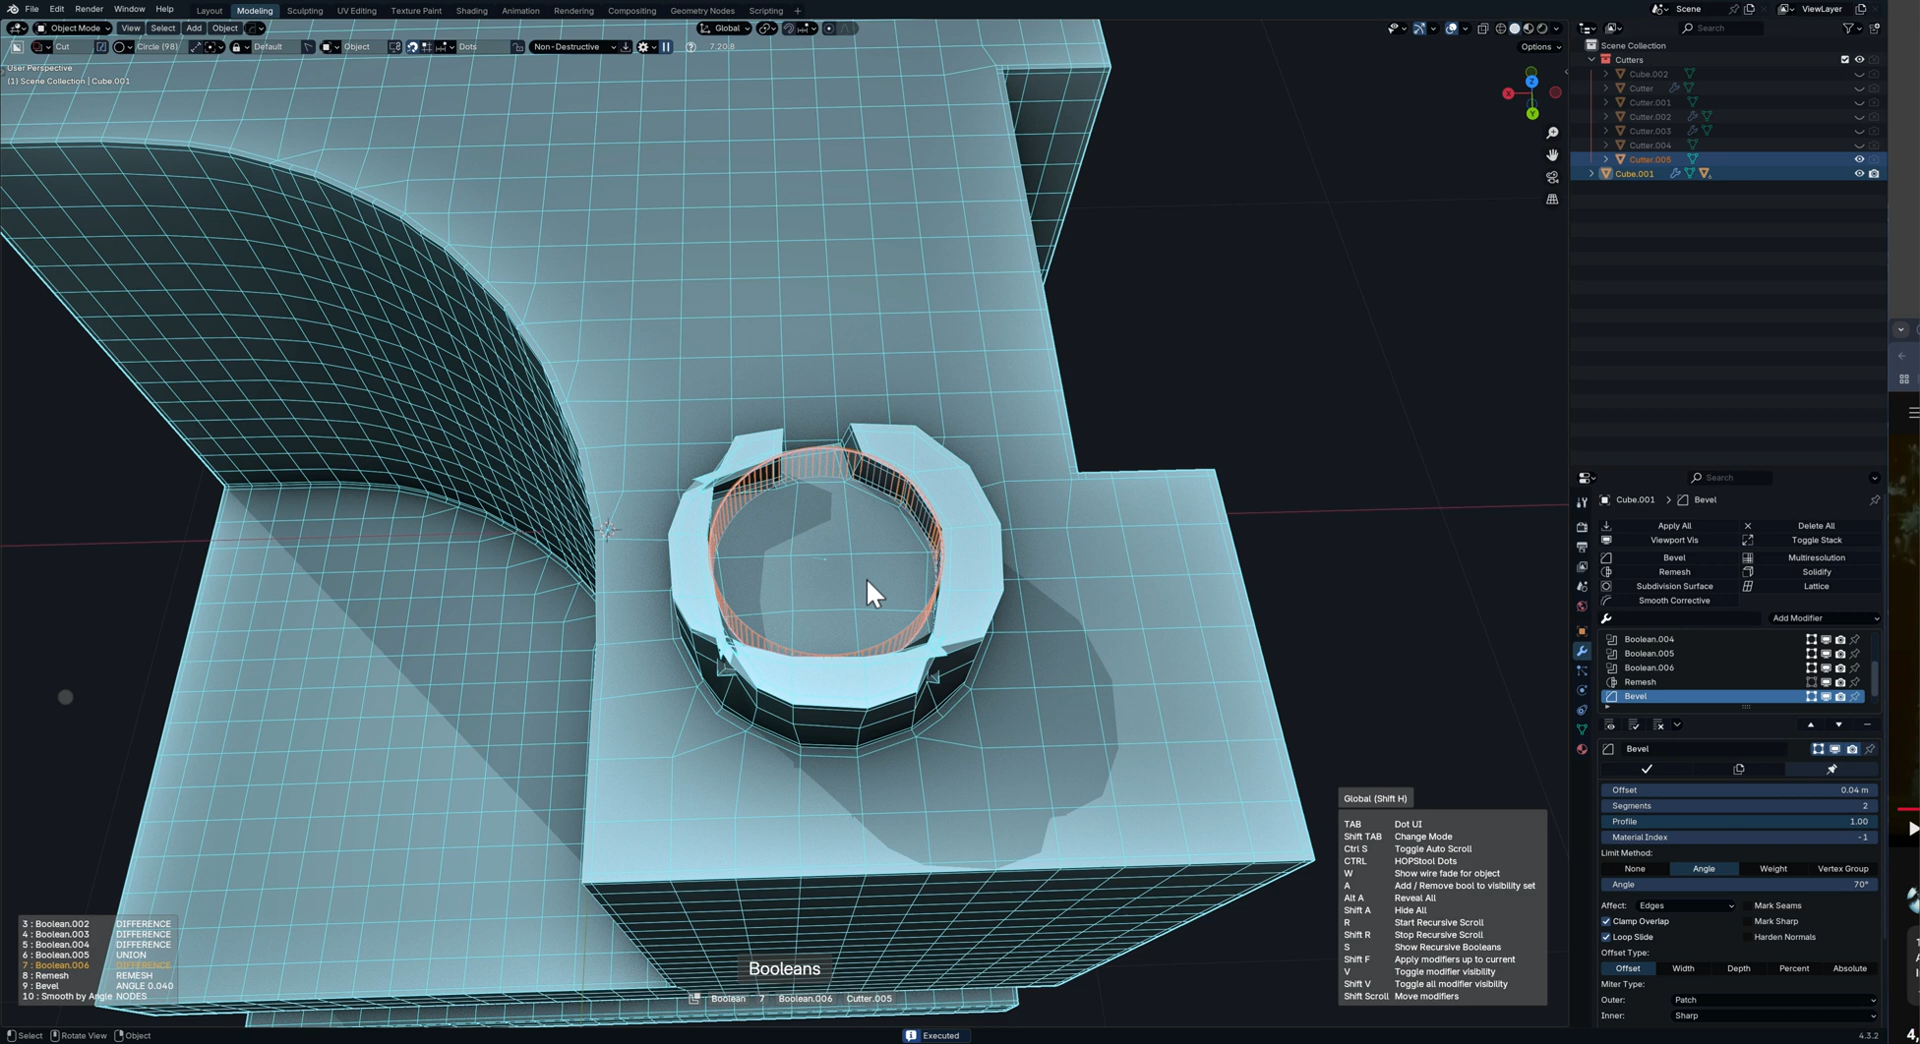 File Edit Render Window Help Layout Modeling Sculpting UV Editing Texture Paint Shading Animation Rendering Compositing Geometry Nodes Scripting +
Scene ViewLayer
Object Mode View Select Add Object Global
Cut Circle (98) Default Object Dots Non-Destructive 7.20.8
Options
User Perspective
(1) Scene Collection | Cube.001
X
Y
Z
Search
Scene Collection
Cutters
Cube.002
Cutter
Cutter.001
Cutter.002
Cutter.003
Cutter.004
Cutter.005
Cube.001
Search
Cube.001 > Bevel
Apply All Delete All
Viewport Vis Toggle Stack
Bevel Multiresolution
Remesh Solidify
Subdivision Surface Lattice
Smooth Corrective
Add Modifier
Boolean.004
Boolean.005
Boolean.006
Remesh
Bevel
Bevel
Offset 0.04 m
Segments 2
Profile 1.00
Material Index -1
Limit Method:
None Angle Weight Vertex Group
Angle 70°
Affect: Edges Mark Seams
Clamp Overlap Mark Sharp
Loop Slide Harden Normals
Offset Type:
Offset Width Depth Percent Absolute
Miter Type:
Outer: Patch
Inner: Sharp
Global (Shift H)
TAB Dot UI
Shift TAB Change Mode
Ctrl S Toggle Auto Scroll
CTRL HOPStool Dots
W Show wire fade for object
A Add / Remove bool to visibility set
Alt A Reveal All
Shift A Hide All
R Start Recursive Scroll
Shift R Stop Recursive Scroll
S Show Recursive Booleans
Shift F Apply modifiers up to current
V Toggle modifier visibility
Shift V Toggle all modifier visibility
Shift Scroll Move modifiers
3 : Boolean.002 DIFFERENCE
4 : Boolean.003 DIFFERENCE
5 : Boolean.004 DIFFERENCE
6 : Boolean.005 UNION
7 : Boolean.006 DIFFERENCE
8 : Remesh REMESH
9 : Bevel ANGLE 0.040
10 : Smooth by Angle NODES
Booleans
Boolean 7 Boolean.006 Cutter.005
Select Rotate View Object
Executed
4.3.2